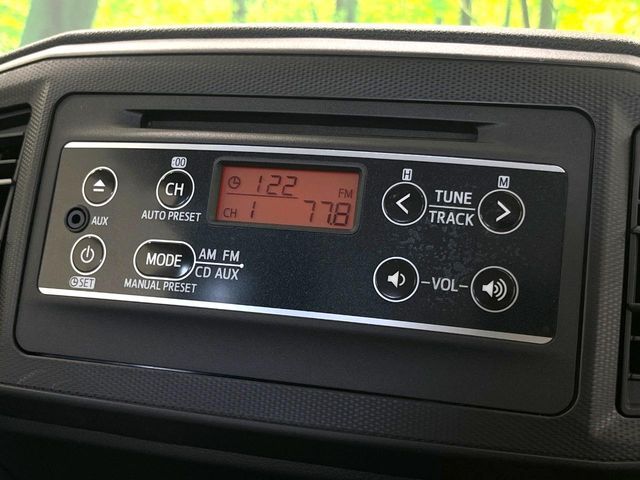 :00
H
M
CH
AUTO PRESET
AUX
1 22
FM
CH 1 77.8
TUNE
TRACK
MODE
AM FM
CD AUX
MANUAL PRESET
SET
VOL